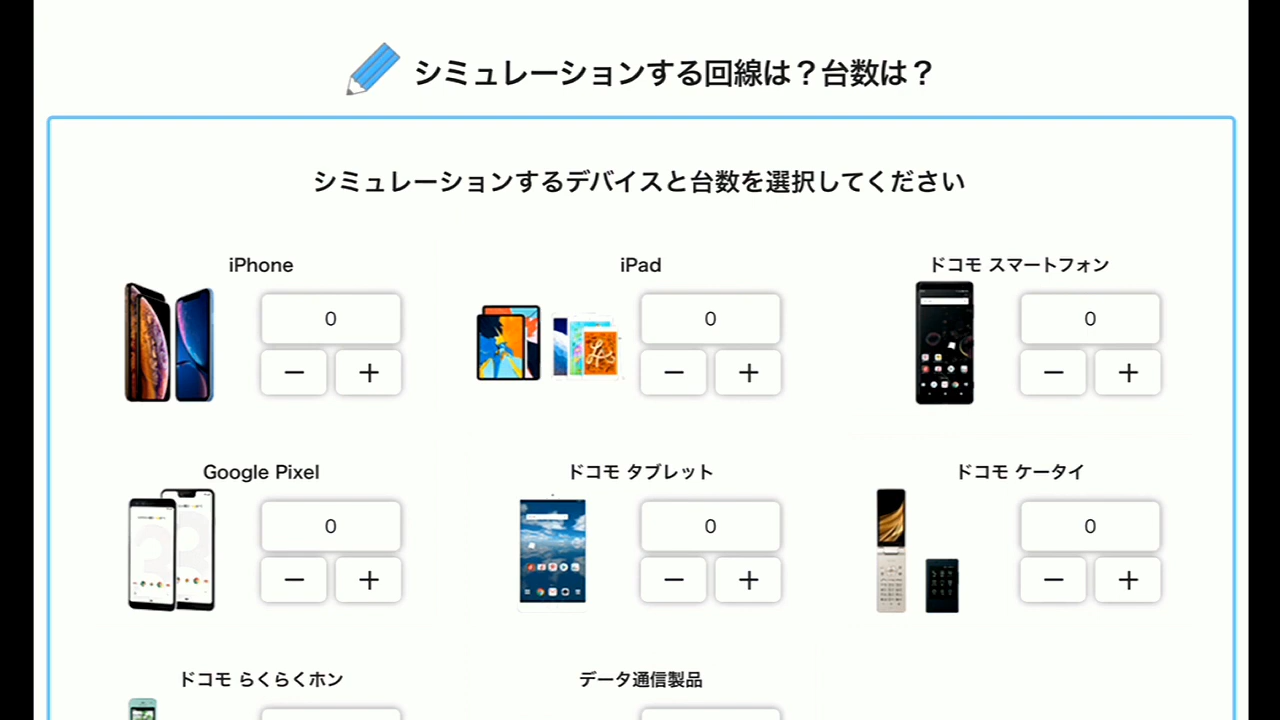 シミュレーションする回線は？台数は？
シミュレーションするデバイスと台数を選択してください
iPhone
iPad
ドコモ スマートフォン
0
0
0
− +
− +
− +
Google Pixel
ドコモ タブレット
ドコモ ケータイ
0
0
0
− +
− +
− +
ドコモ らくらくホン
データ通信製品